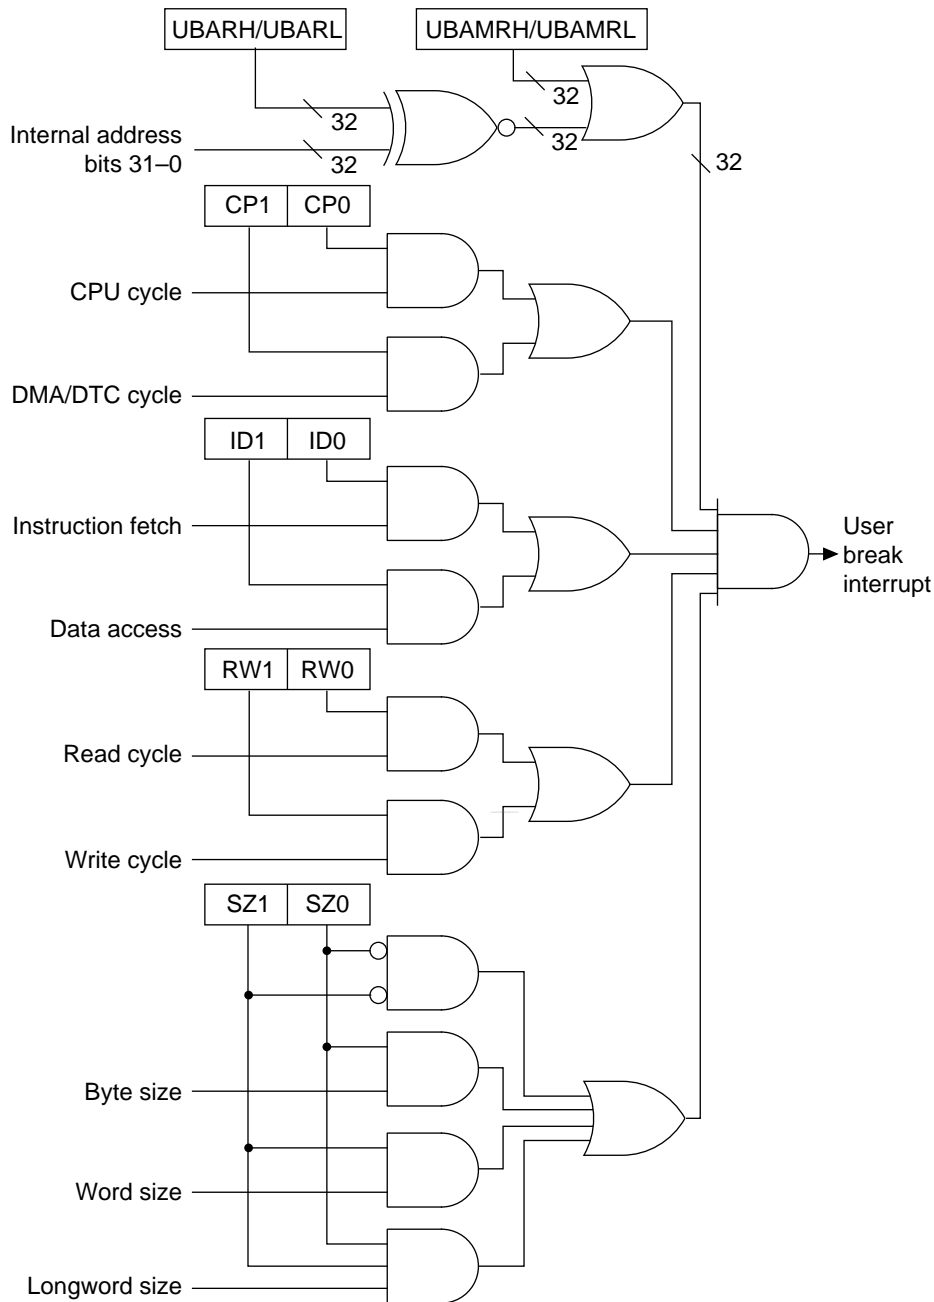 UBARH/UBARL
UBAMRH/UBAMRL
32
32
Internal address
bits 31–0
32
32
32
CP1 CP0
CPU cycle
DMA/DTC cycle
ID1 ID0
Instruction fetch
User
break
interrupt
Data access
RW1 RW0
Read cycle
Write cycle
SZ1 SZ0
Byte size
Word size
Longword size